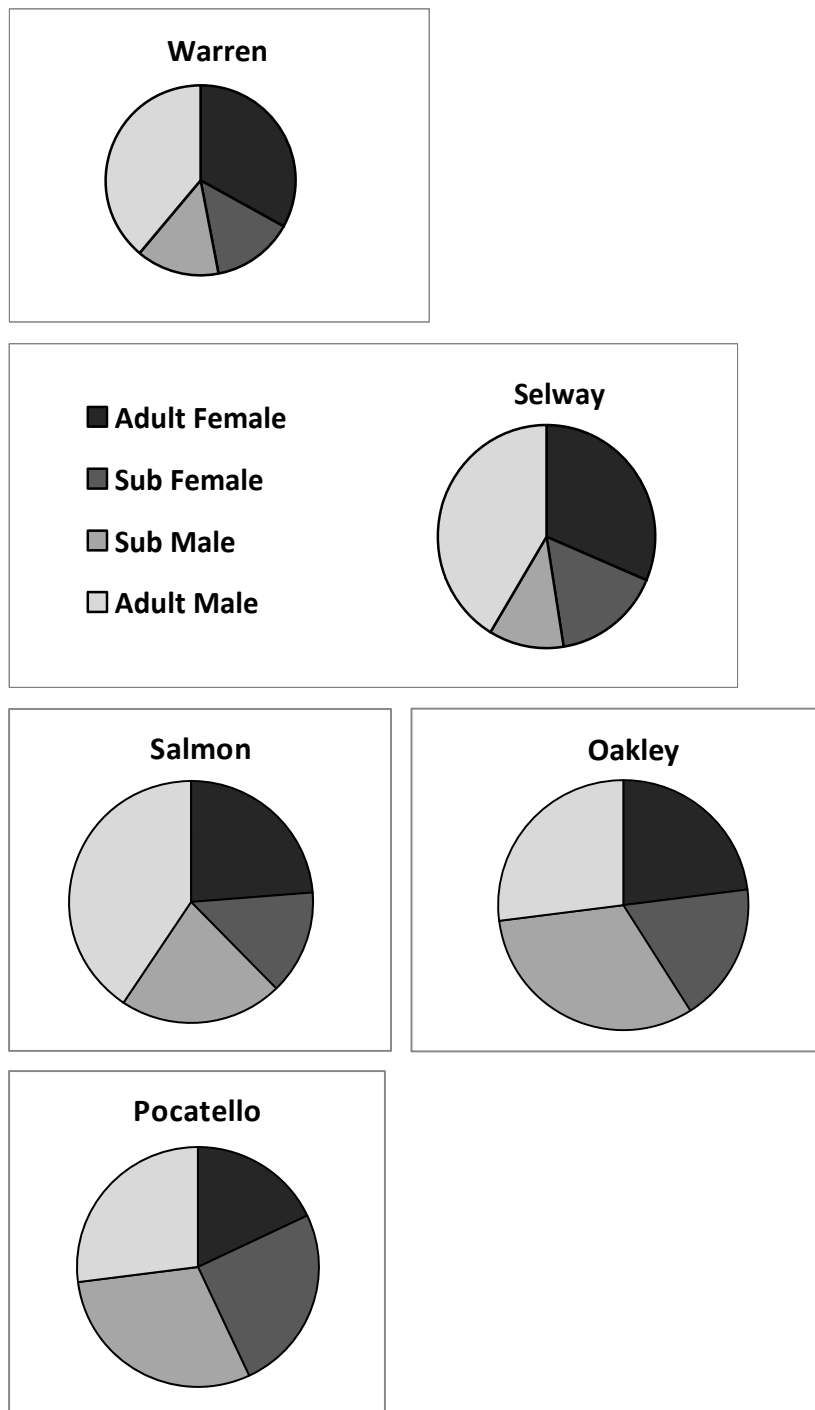 Warren
Selway
Adult Female
Sub Female
Sub Male
Adult Male
Salmon
Oakley
Pocatello